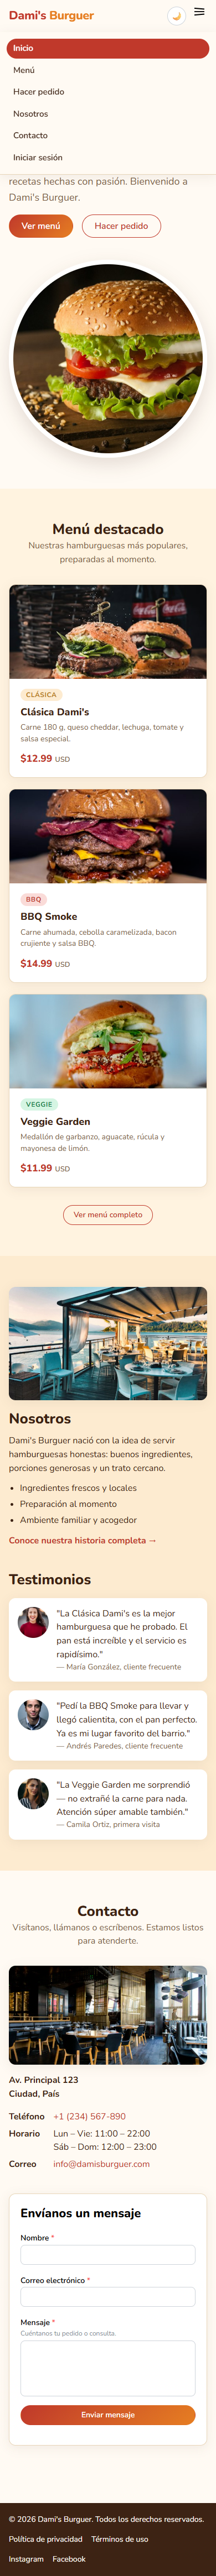 Dami's Burguer
Inicio
Menú
Hacer pedido
Nosotros
Contacto
Iniciar sesión
recetas hechas con pasión. Bienvenido a
Dami's Burguer.
Ver menú
Hacer pedido
Menú destacado
Nuestras hamburguesas más populares,
preparadas al momento.
CLÁSICA
Clásica Dami's
Carne 180 g, queso cheddar, lechuga, tomate y
salsa especial.
$12.99 USD
BBQ
BBQ Smoke
Carne ahumada, cebolla caramelizada, bacon
crujiente y salsa BBQ.
$14.99 USD
VEGGIE
Veggie Garden
Medallón de garbanzo, aguacate, rúcula y
mayonesa de limón.
$11.99 USD
Ver menú completo
Nosotros
Dami's Burguer nació con la idea de servir
hamburguesas honestas: buenos ingredientes,
porciones generosas y un trato cercano.
• Ingredientes frescos y locales
• Preparación al momento
• Ambiente familiar y acogedor
Conoce nuestra historia completa →
Testimonios
"La Clásica Dami's es la mejor
hamburguesa que he probado. El
pan está increíble y el servicio es
rapidísimo."
— María González, cliente frecuente
"Pedí la BBQ Smoke para llevar y
llegó calientita, con el pan perfecto.
Ya es mi lugar favorito del barrio."
— Andrés Paredes, cliente frecuente
"La Veggie Garden me sorprendió
— no extrañé la carne para nada.
Atención súper amable también."
— Camila Ortiz, primera visita
Contacto
Visítanos, llámanos o escríbenos. Estamos listos
para atenderte.
Av. Principal 123
Ciudad, País
Teléfono +1 (234) 567-890
Horario Lun – Vie: 11:00 – 22:00
Sáb – Dom: 12:00 – 23:00
Correo info@damisburguer.com
Envíanos un mensaje
Nombre *
Correo electrónico *
Mensaje *
Cuéntanos tu pedido o consulta.
Enviar mensaje
© 2026 Dami's Burguer. Todos los derechos reservados.
Política de privacidad Términos de uso
Instagram Facebook